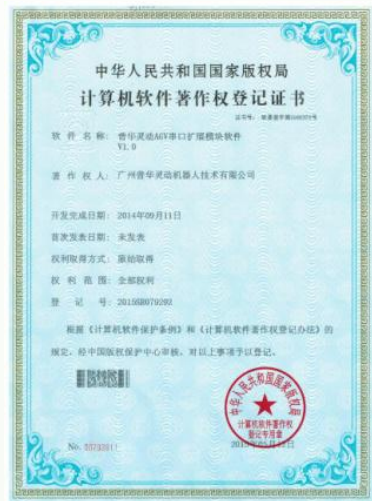 中华人民共和国国家版权局
计算机软件著作权登记证书
软件名称： 普华灵动AGV串口扩展模块软件
V1.0
著作权人： 广州普华灵动机器人技术有限公司
开发完成日期： 2014年09月11日
首次发表日期： 未发表
权利取得方式： 原始取得
权利范围： 全部权利
登记号： 2015SR079292
根据《计算机软件保护条例》和《计算机软件著作权登记办法》的
规定，经中国版权保护中心审核，对以上事项予以登记。
中华人民共和国国家版权局
计算机软件著作权
登记专用章
No.